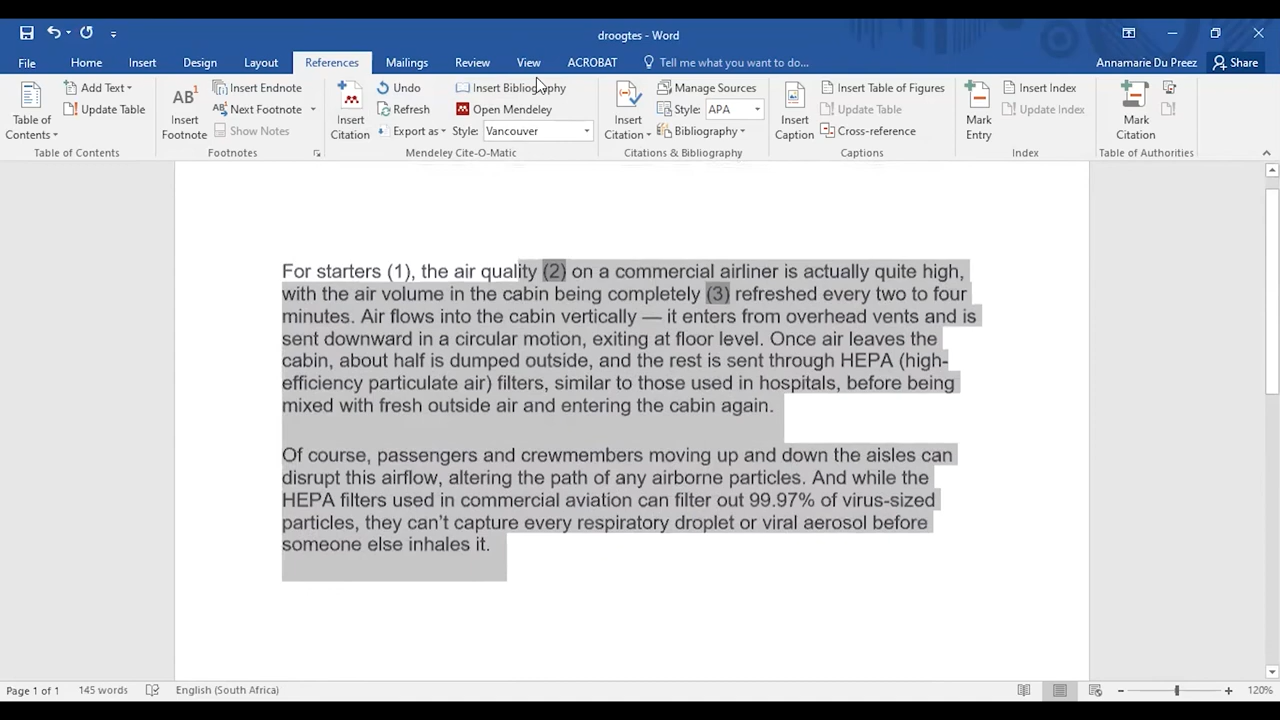 droogtes - Word
File Home Insert Design Layout References Mailings Review View ACROBAT Tell me what you want to do... Annamarie Du Preez Share
Table of Contents
Add Text
Update Table
Table of Contents
AB1
Insert Footnote
Insert Endnote
Next Footnote
Show Notes
Footnotes
Insert Citation
Undo
Refresh
Export as
Insert Bibliography
Open Mendeley
Style: Vancouver
Mendeley Cite-O-Matic
Insert Citation
Manage Sources
Style: APA
Bibliography
Citations & Bibliography
Insert Caption
Insert Table of Figures
Update Table
Cross-reference
Captions
Mark Entry
Insert Index
Update Index
Index
Mark Citation
Table of Authorities
For starters (1), the air quality (2) on a commercial airliner is actually quite high,
with the air volume in the cabin being completely (3) refreshed every two to four
minutes. Air flows into the cabin vertically — it enters from overhead vents and is
sent downward in a circular motion, exiting at floor level. Once air leaves the
cabin, about half is dumped outside, and the rest is sent through HEPA (high-
efficiency particulate air) filters, similar to those used in hospitals, before being
mixed with fresh outside air and entering the cabin again.
Of course, passengers and crewmembers moving up and down the aisles can
disrupt this airflow, altering the path of any airborne particles. And while the
HEPA filters used in commercial aviation can filter out 99.97% of virus-sized
particles, they can’t capture every respiratory droplet or viral aerosol before
someone else inhales it.
Page 1 of 1 145 words English (South Africa) 120%